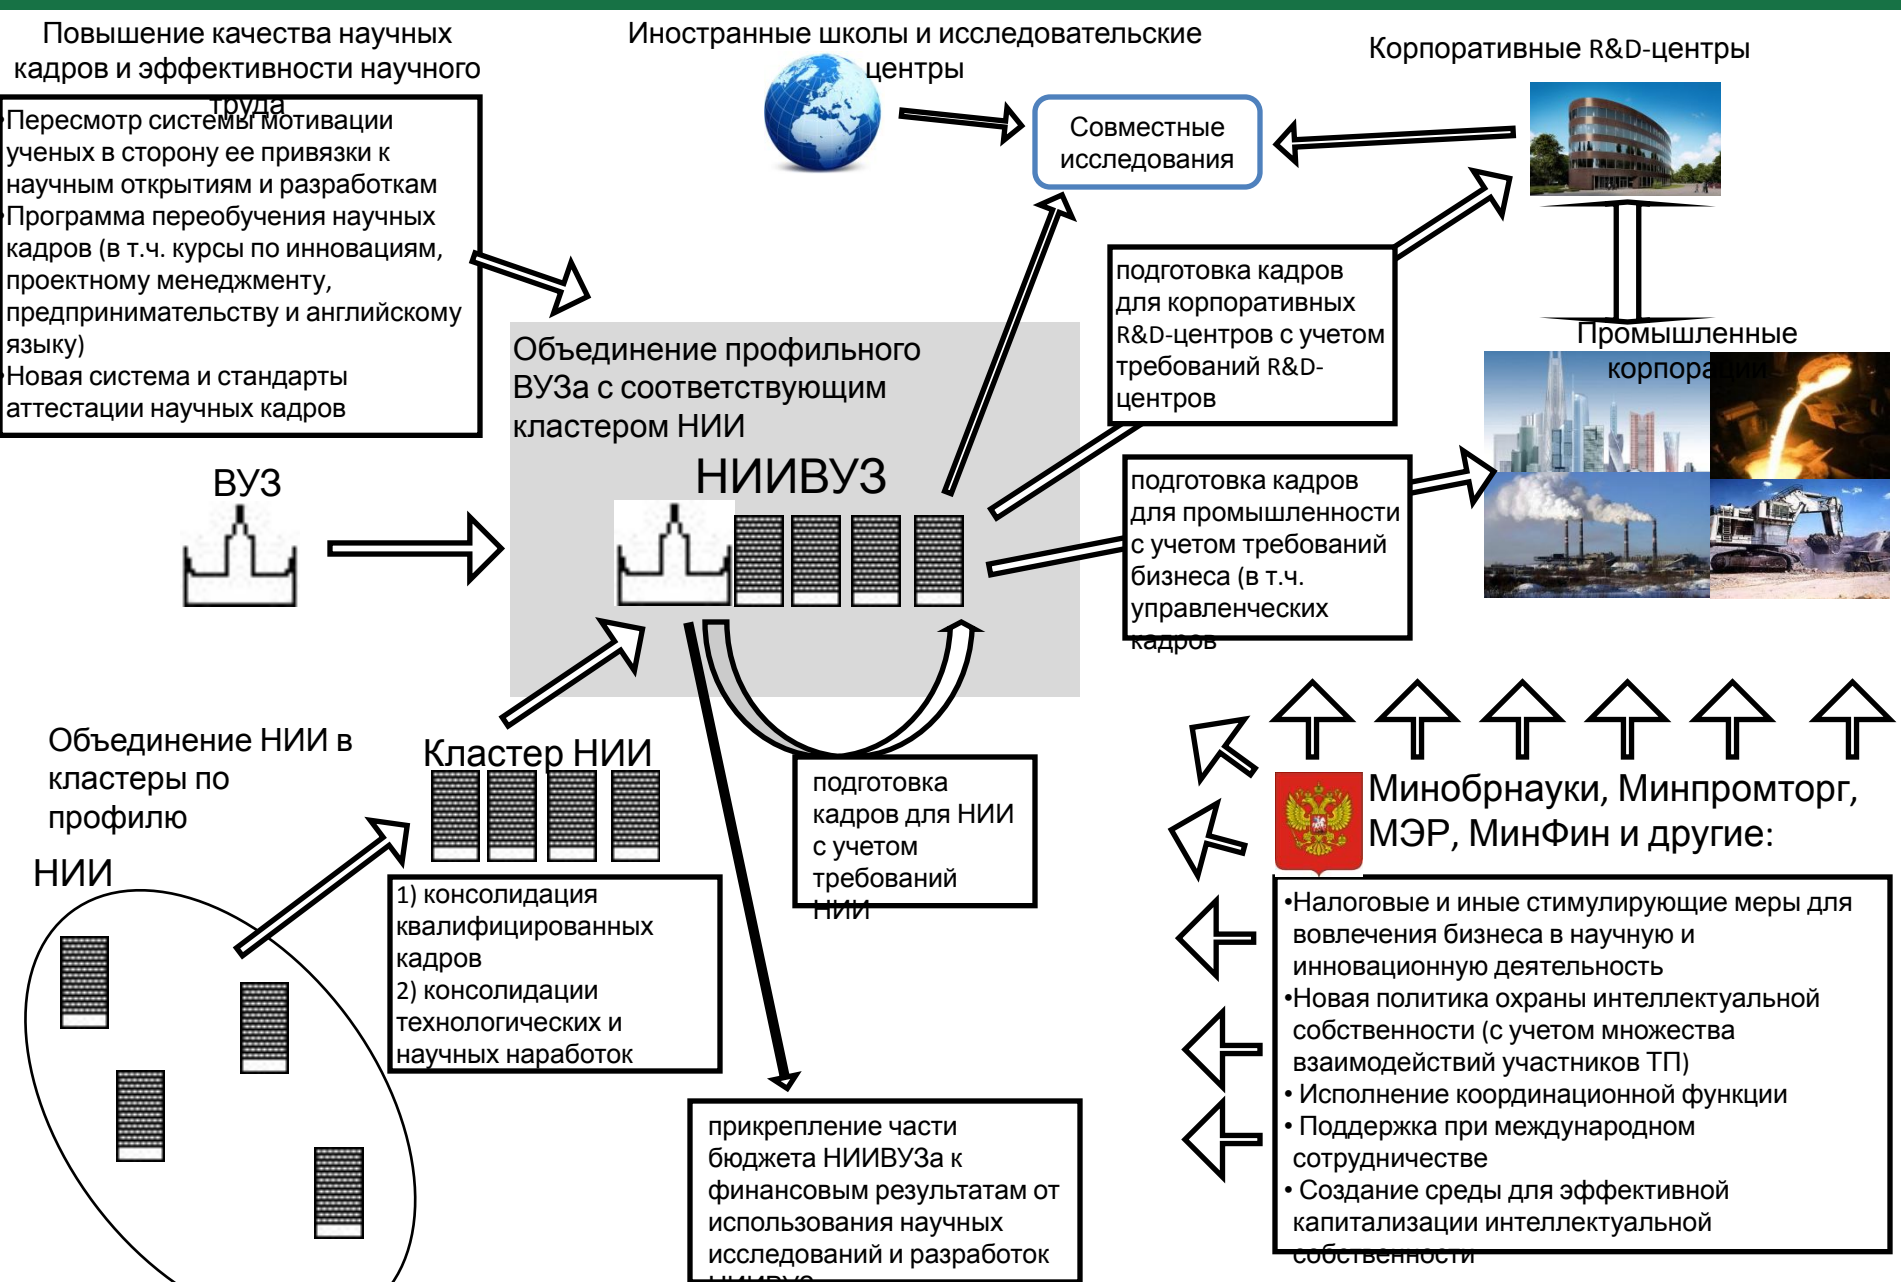 Повышение качества научных
кадров и эффективности научного
труда
•Пересмотр системы мотивации
ученых в сторону ее привязки к
научным открытиям и разработкам
•Программа переобучения научных
кадров (в т.ч. курсы по инновациям,
проектному менеджменту,
предпринимательству и английскому
языку)
•Новая система и стандарты
аттестации научных кадров
Иностранные школы и исследовательские
центры
Совместные
исследования
Корпоративные R&D-центры
подготовка кадров
для корпоративных
R&D-центров с учетом
требований R&D-
центров
Промышленные
корпорации
Объединение профильного
ВУЗа с соответствующим
кластером НИИ
НИИВУЗ
ВУЗ
подготовка кадров
для промышленности
с учетом требований
бизнеса (в т.ч.
управленческих
кадров
Объединение НИИ в
кластеры по
профилю
НИИ
Кластер НИИ
1) консолидация
квалифицированных
кадров
2) консолидации
технологических и
научных наработок
подготовка
кадров для НИИ
с учетом
требований
НИИ
прикрепление части
бюджета НИИВУЗа к
финансовым результатам от
использования научных
исследований и разработок
НИИВУЗ
Минобрнауки, Минпромторг,
МЭР, МинФин и другие:
•Налоговые и иные стимулирующие меры для
вовлечения бизнеса в научную и
инновационную деятельность
•Новая политика охраны интеллектуальной
собственности (с учетом множества
взаимодействий участников ТП)
• Исполнение координационной функции
• Поддержка при международном
сотрудничестве
• Создание среды для эффективной
капитализации интеллектуальной
собственности